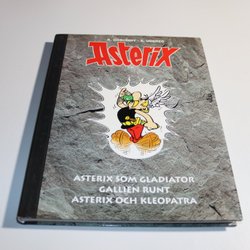 R. GOSCINNY - A. UDERZO
Asterix
ASTERIX SOM GLADIATOR
GALLIEN RUNT
ASTERIX OCH KLEOPATRA